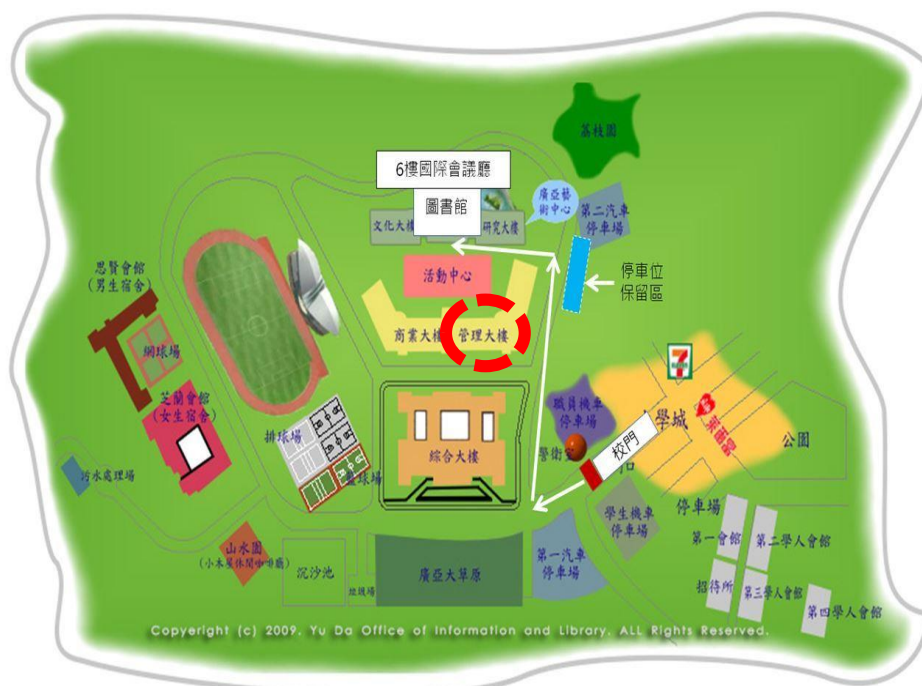 荔枝園
6樓國際會議廳
圖書館
文化大樓
研究大樓
廣亞藝
術中心
第二汽車
停車場
停車位
保留區
活動中心
思賢會館
(男生宿舍)
網球場
商業大樓
管理大樓
7
芝蘭會館
(女生宿舍)
職員機車
停車場
學城
萊爾富
公園
校門
警衛室
排球場
籃球場
綜合大樓
污水處理場
停車場
學生機車
停車場
第一會館
第二學人會館
山水園
(小木屋休閒咖啡廳)
沉沙池
垃圾場
廣亞大草原
第一汽車
停車場
招待所
第三學人會館
第四學人會館
Copyright (c) 2009. Yu Da Office of Information and Library. ALL Rights Reserved.